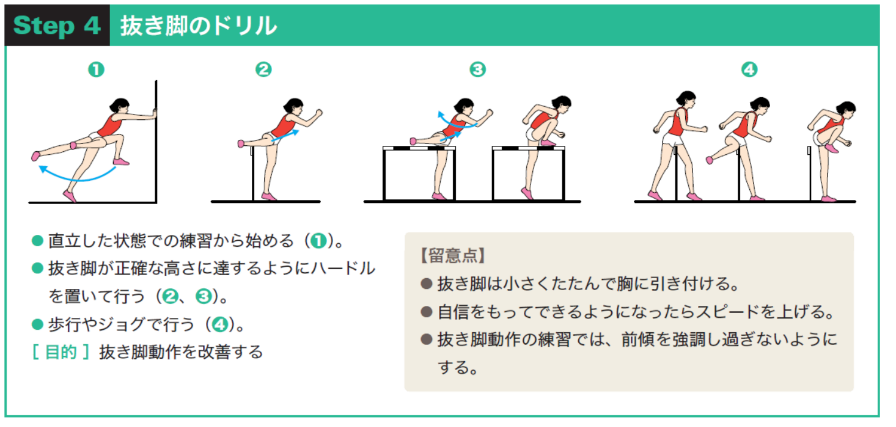 Step 4 抜き脚のドリル
❶ ❷ ❸ ❹
● 直立した状態での練習から始める（❶）。
● 抜き脚が正確な高さに達するようにハードル
を置いて行う（❷、❸）。
● 歩行やジョグで行う（❹）。
［ 目的 ］ 抜き脚動作を改善する
【留意点】
● 抜き脚は小さくたたんで胸に引き付ける。
● 自信をもってできるようになったらスピードを上げる。
● 抜き脚動作の練習では、前傾を強調し過ぎないように
する。